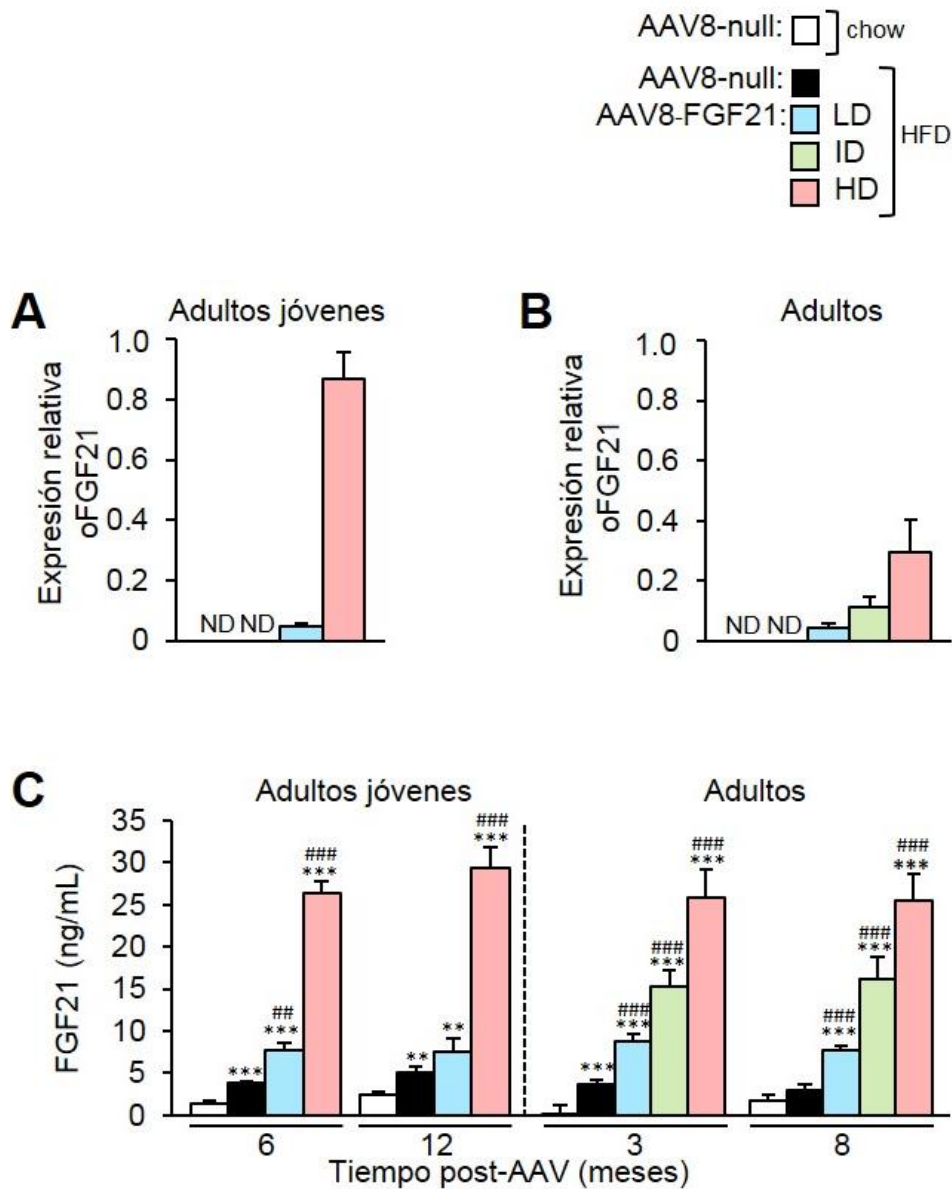 AAV8-null: chow
AAV8-null:
AAV8-FGF21: LD
ID
HD
HFD
A Adultos jóvenes
Expresión relativa
oFGF21
1.0
0.8
0.6
0.4
0.2
0
ND ND
B Adultos
Expresión relativa
oFGF21
1.0
0.8
0.6
0.4
0.2
0
ND ND
C Adultos jóvenes Adultos
FGF21 (ng/mL)
35
30
25
20
15
10
5
0
***
##
***
###
***
**
**
###
***
***
###
***
###
***
###
***
###
***
###
***
###
***
6 12 3 8
Tiempo post-AAV (meses)